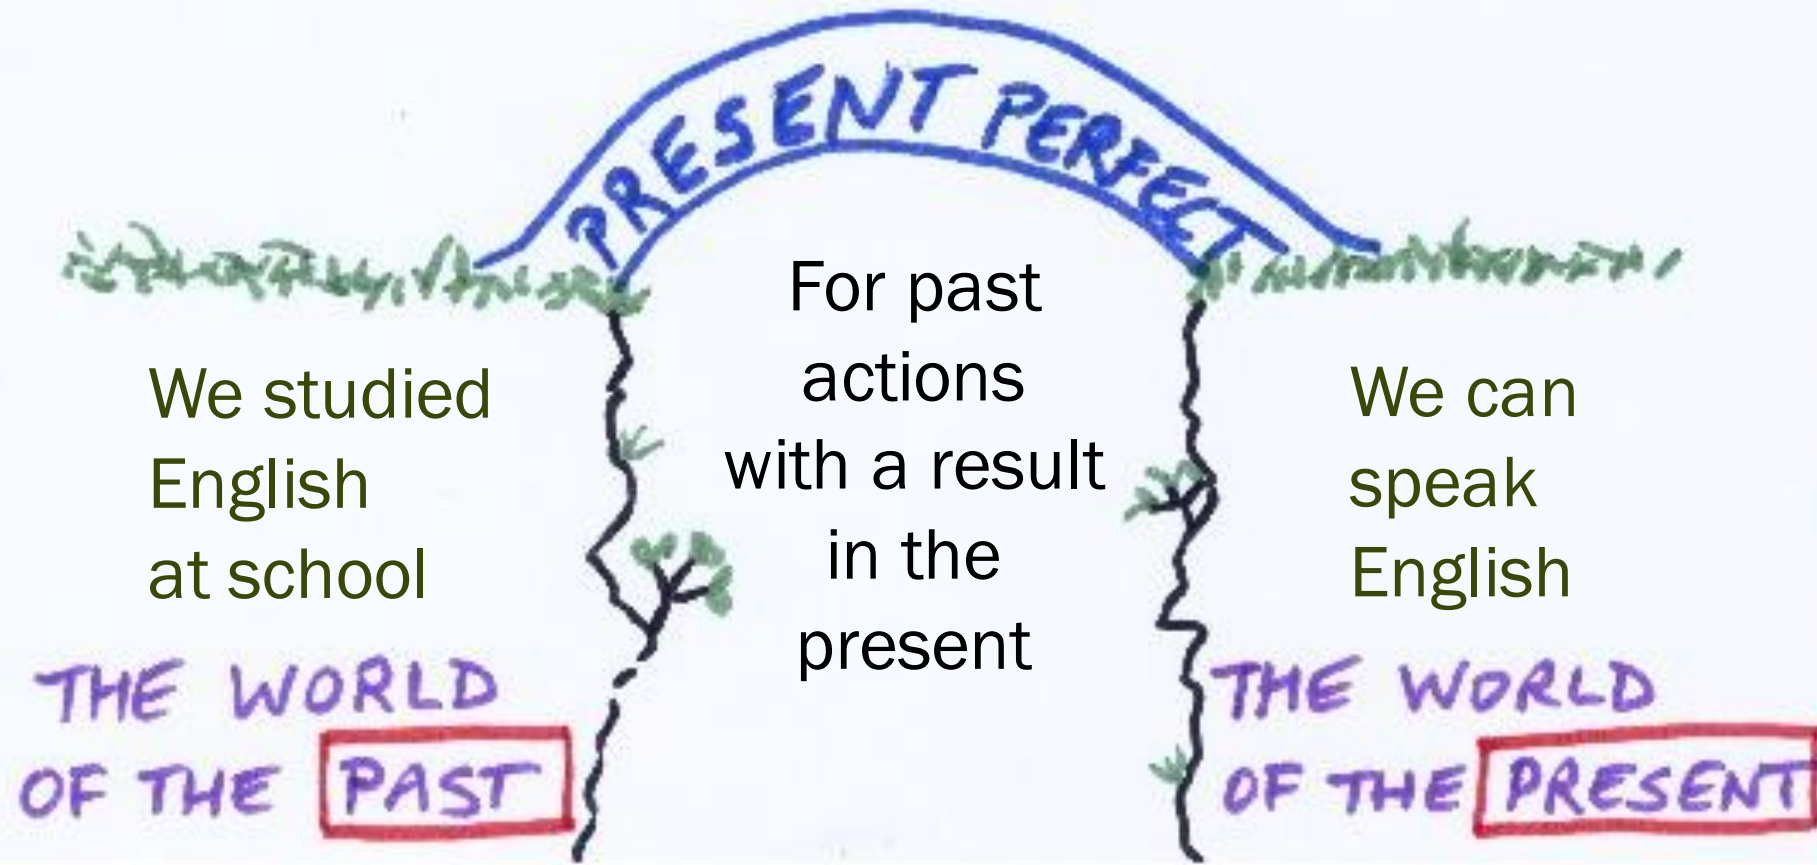 PRESENT PERFECT
For past
actions
with a result
in the
present
We studied
English
at school
We can
speak
English
THE WORLD
OF THE PAST
THE WORLD
OF THE PRESENT